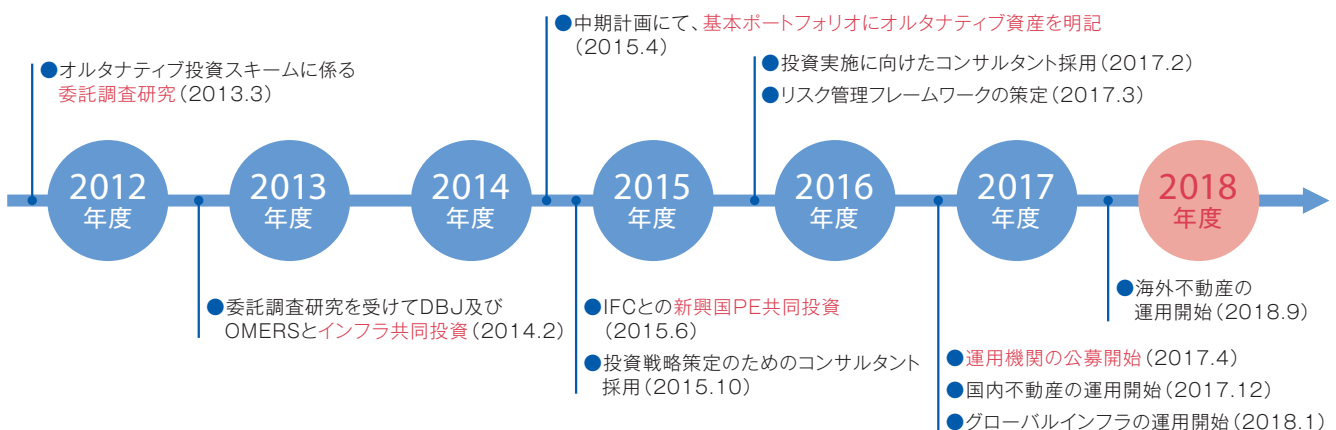 ●オルタナティブ投資スキームに係る
委託調査研究（2013.3）
●中期計画にて、基本ポートフォリオにオルタナティブ資産を明記
（2015.4）
●投資実施に向けたコンサルタント採用（2017.2）
●リスク管理フレームワークの策定（2017.3）
2012
年度
2013
年度
2014
年度
2015
年度
2016
年度
2017
年度
2018
年度
●委託調査研究を受けてDBJ及び
OMERSとインフラ共同投資（2014.2）
●IFCとの新興国PE共同投資
（2015.6）
●投資戦略策定のためのコンサルタント
採用（2015.10）
●海外不動産の
運用開始（2018.9）
●運用機関の公募開始（2017.4）
●国内不動産の運用開始（2017.12）
●グローバルインフラの運用開始（2018.1）